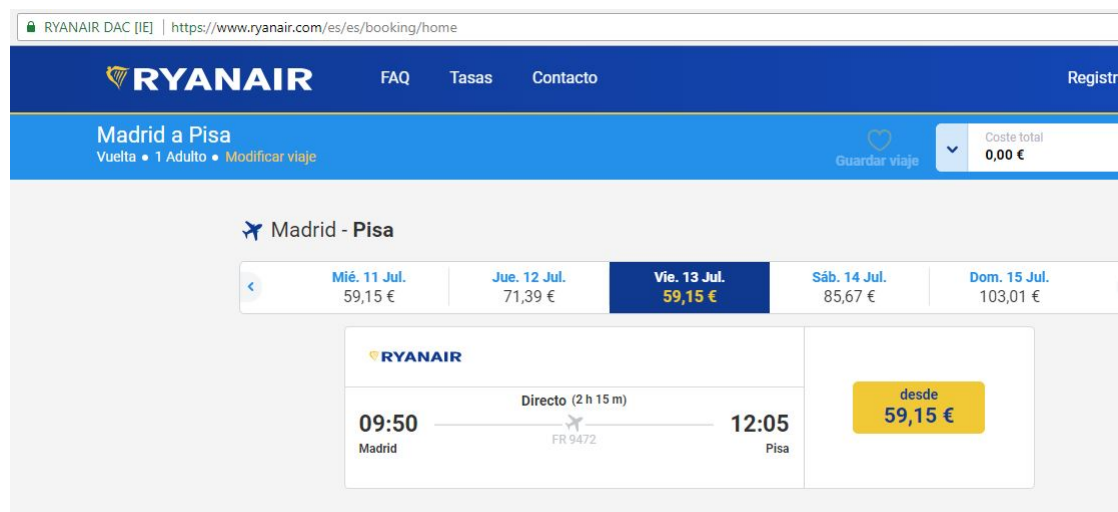 RYANAIR DAC [IE] | https://www.ryanair.com/es/es/booking/home
RYANAIR FAQ Tasas Contacto Registr
Madrid a Pisa
Vuelta • 1 Adulto • Modificar viaje
Guardar viaje
Coste total
0,00 €
Madrid - Pisa
Mié. 11 Jul. Jue. 12 Jul. Vie. 13 Jul. Sáb. 14 Jul. Dom. 15 Jul.
59,15 € 71,39 € 59,15 € 85,67 € 103,01 €
RYANAIR
Directo (2 h 15 m)
09:50 12:05
FR 9472
Madrid Pisa
desde
59,15 €